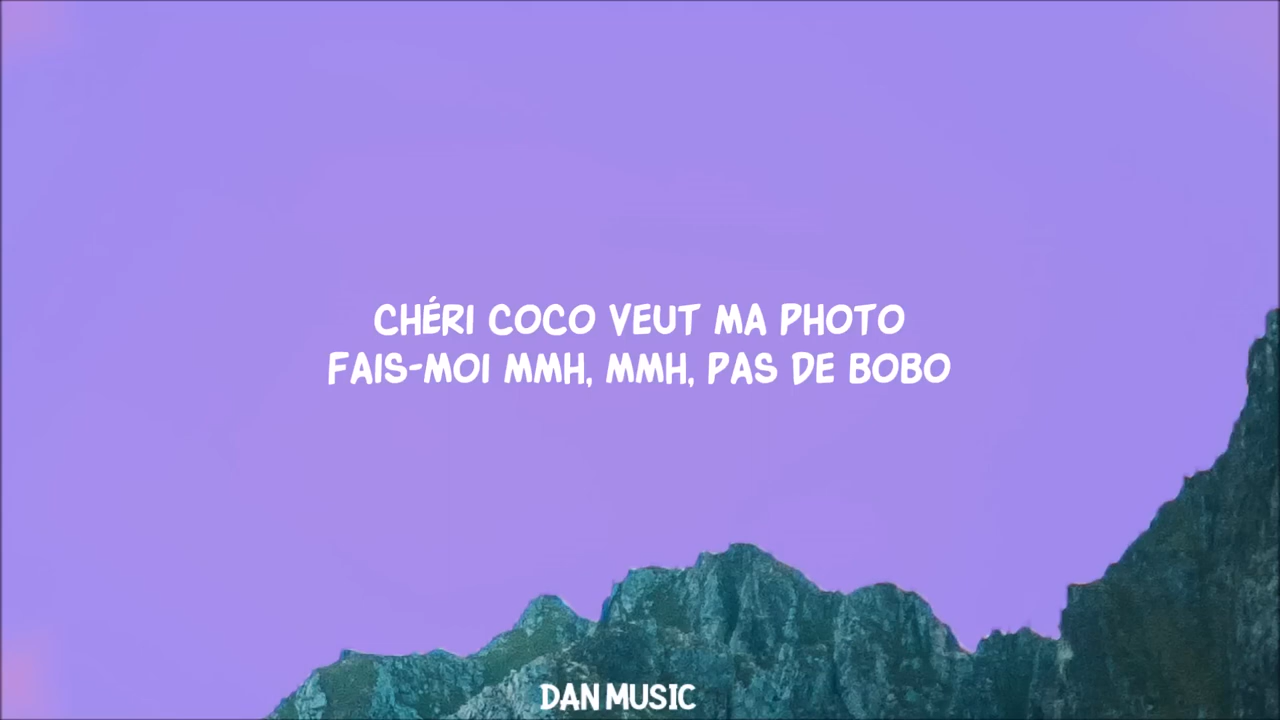 CHÉRI COCO VEUT MA PHOTO
FAIS-MOI MMH, MMH, PAS DE BOBO
DAN MUSIC